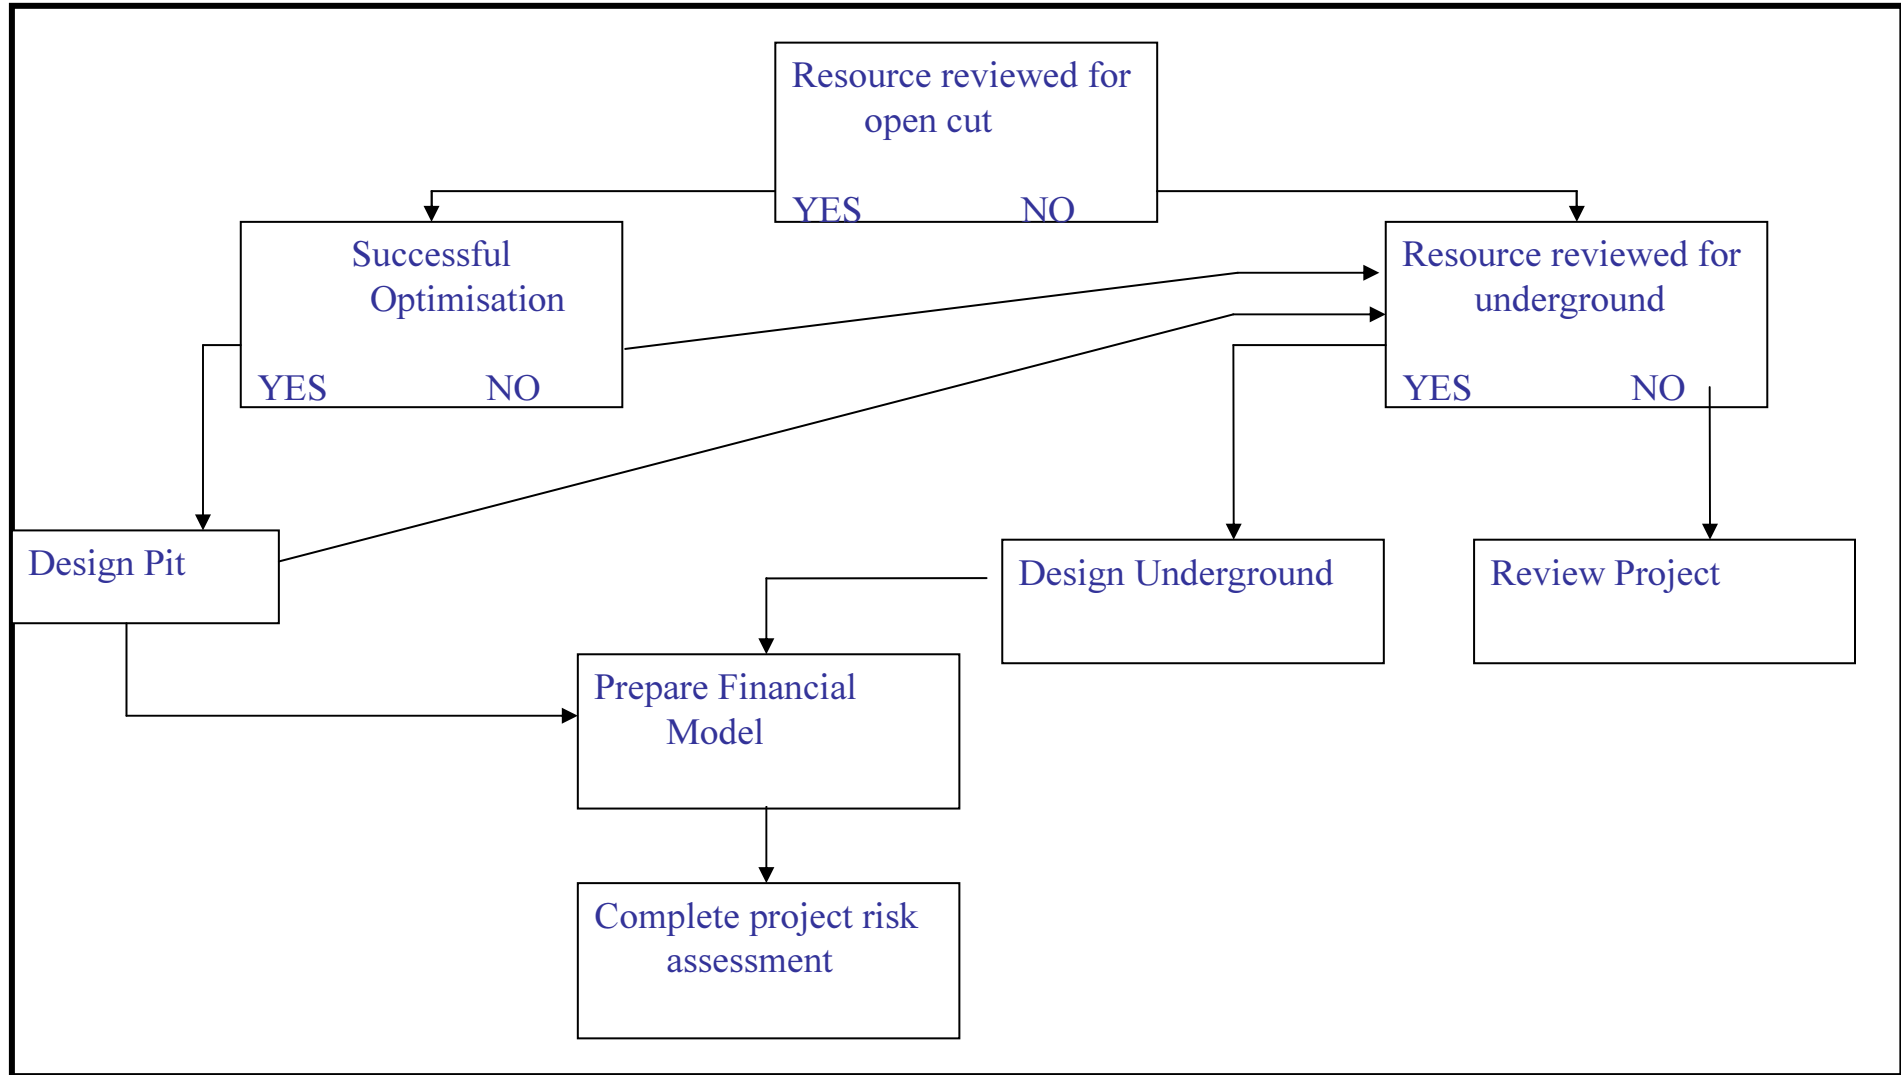 Resource reviewed for
open cut
YES NO
Successful
Optimisation
YES NO
Resource reviewed for
underground
YES NO
Design Pit
Design Underground
Review Project
Prepare Financial
Model
Complete project risk
assessment